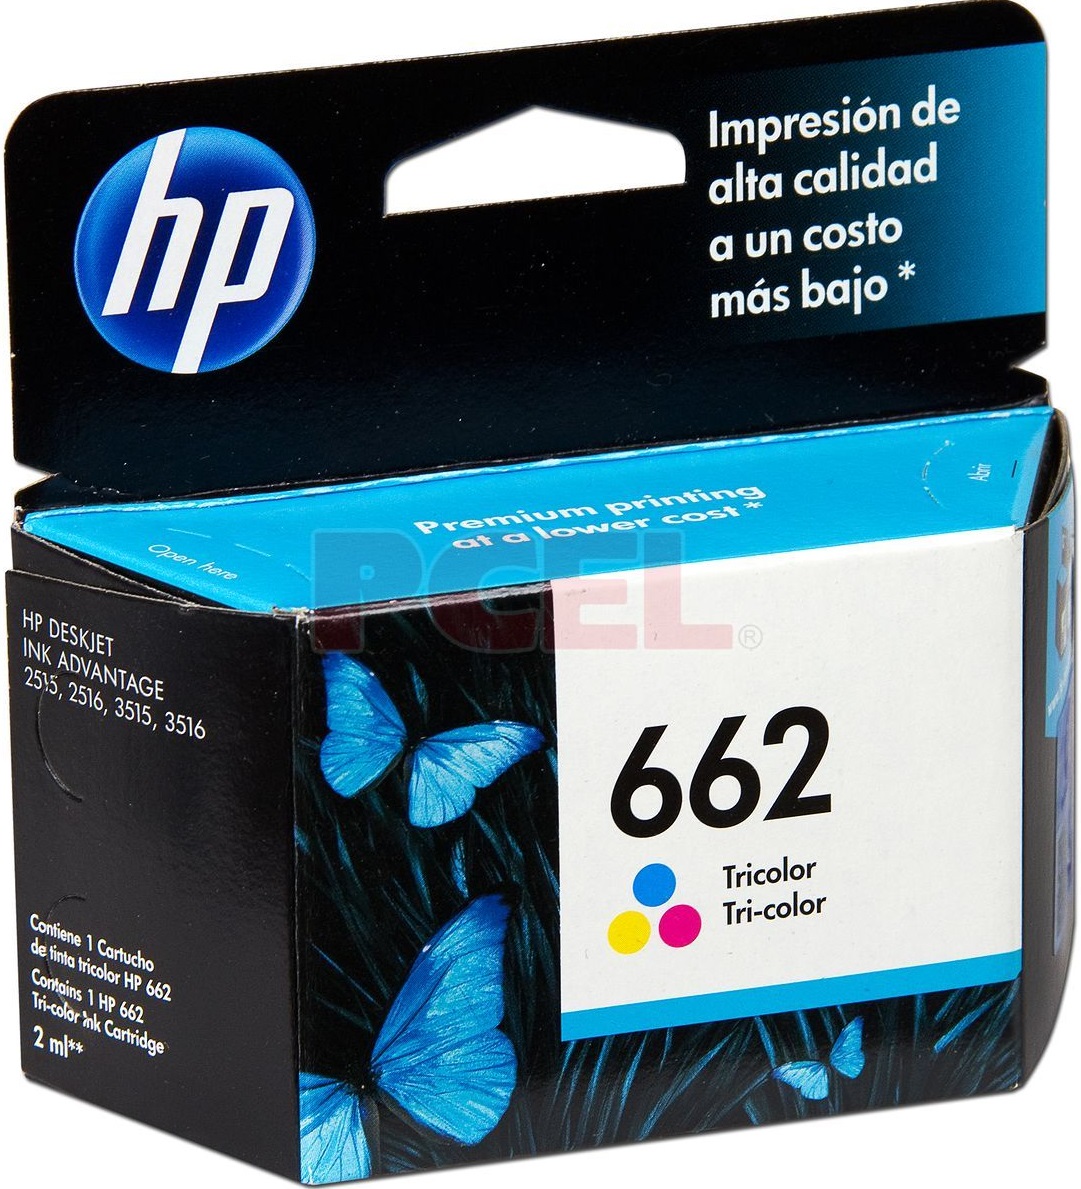 hp
Impresión de
alta calidad
a un costo
más bajo *
Premium printing
at a lower cost *
Open here
Abrir
PCEL®
HP DESKJET
INK ADVANTAGE
2515, 2516, 3515, 3516
662
Tricolor
Tri-color
Contiene 1 Cartucho
de tinta tricolor HP 662
Contains 1 HP 662
Tri-color Ink Cartridge
2 ml**